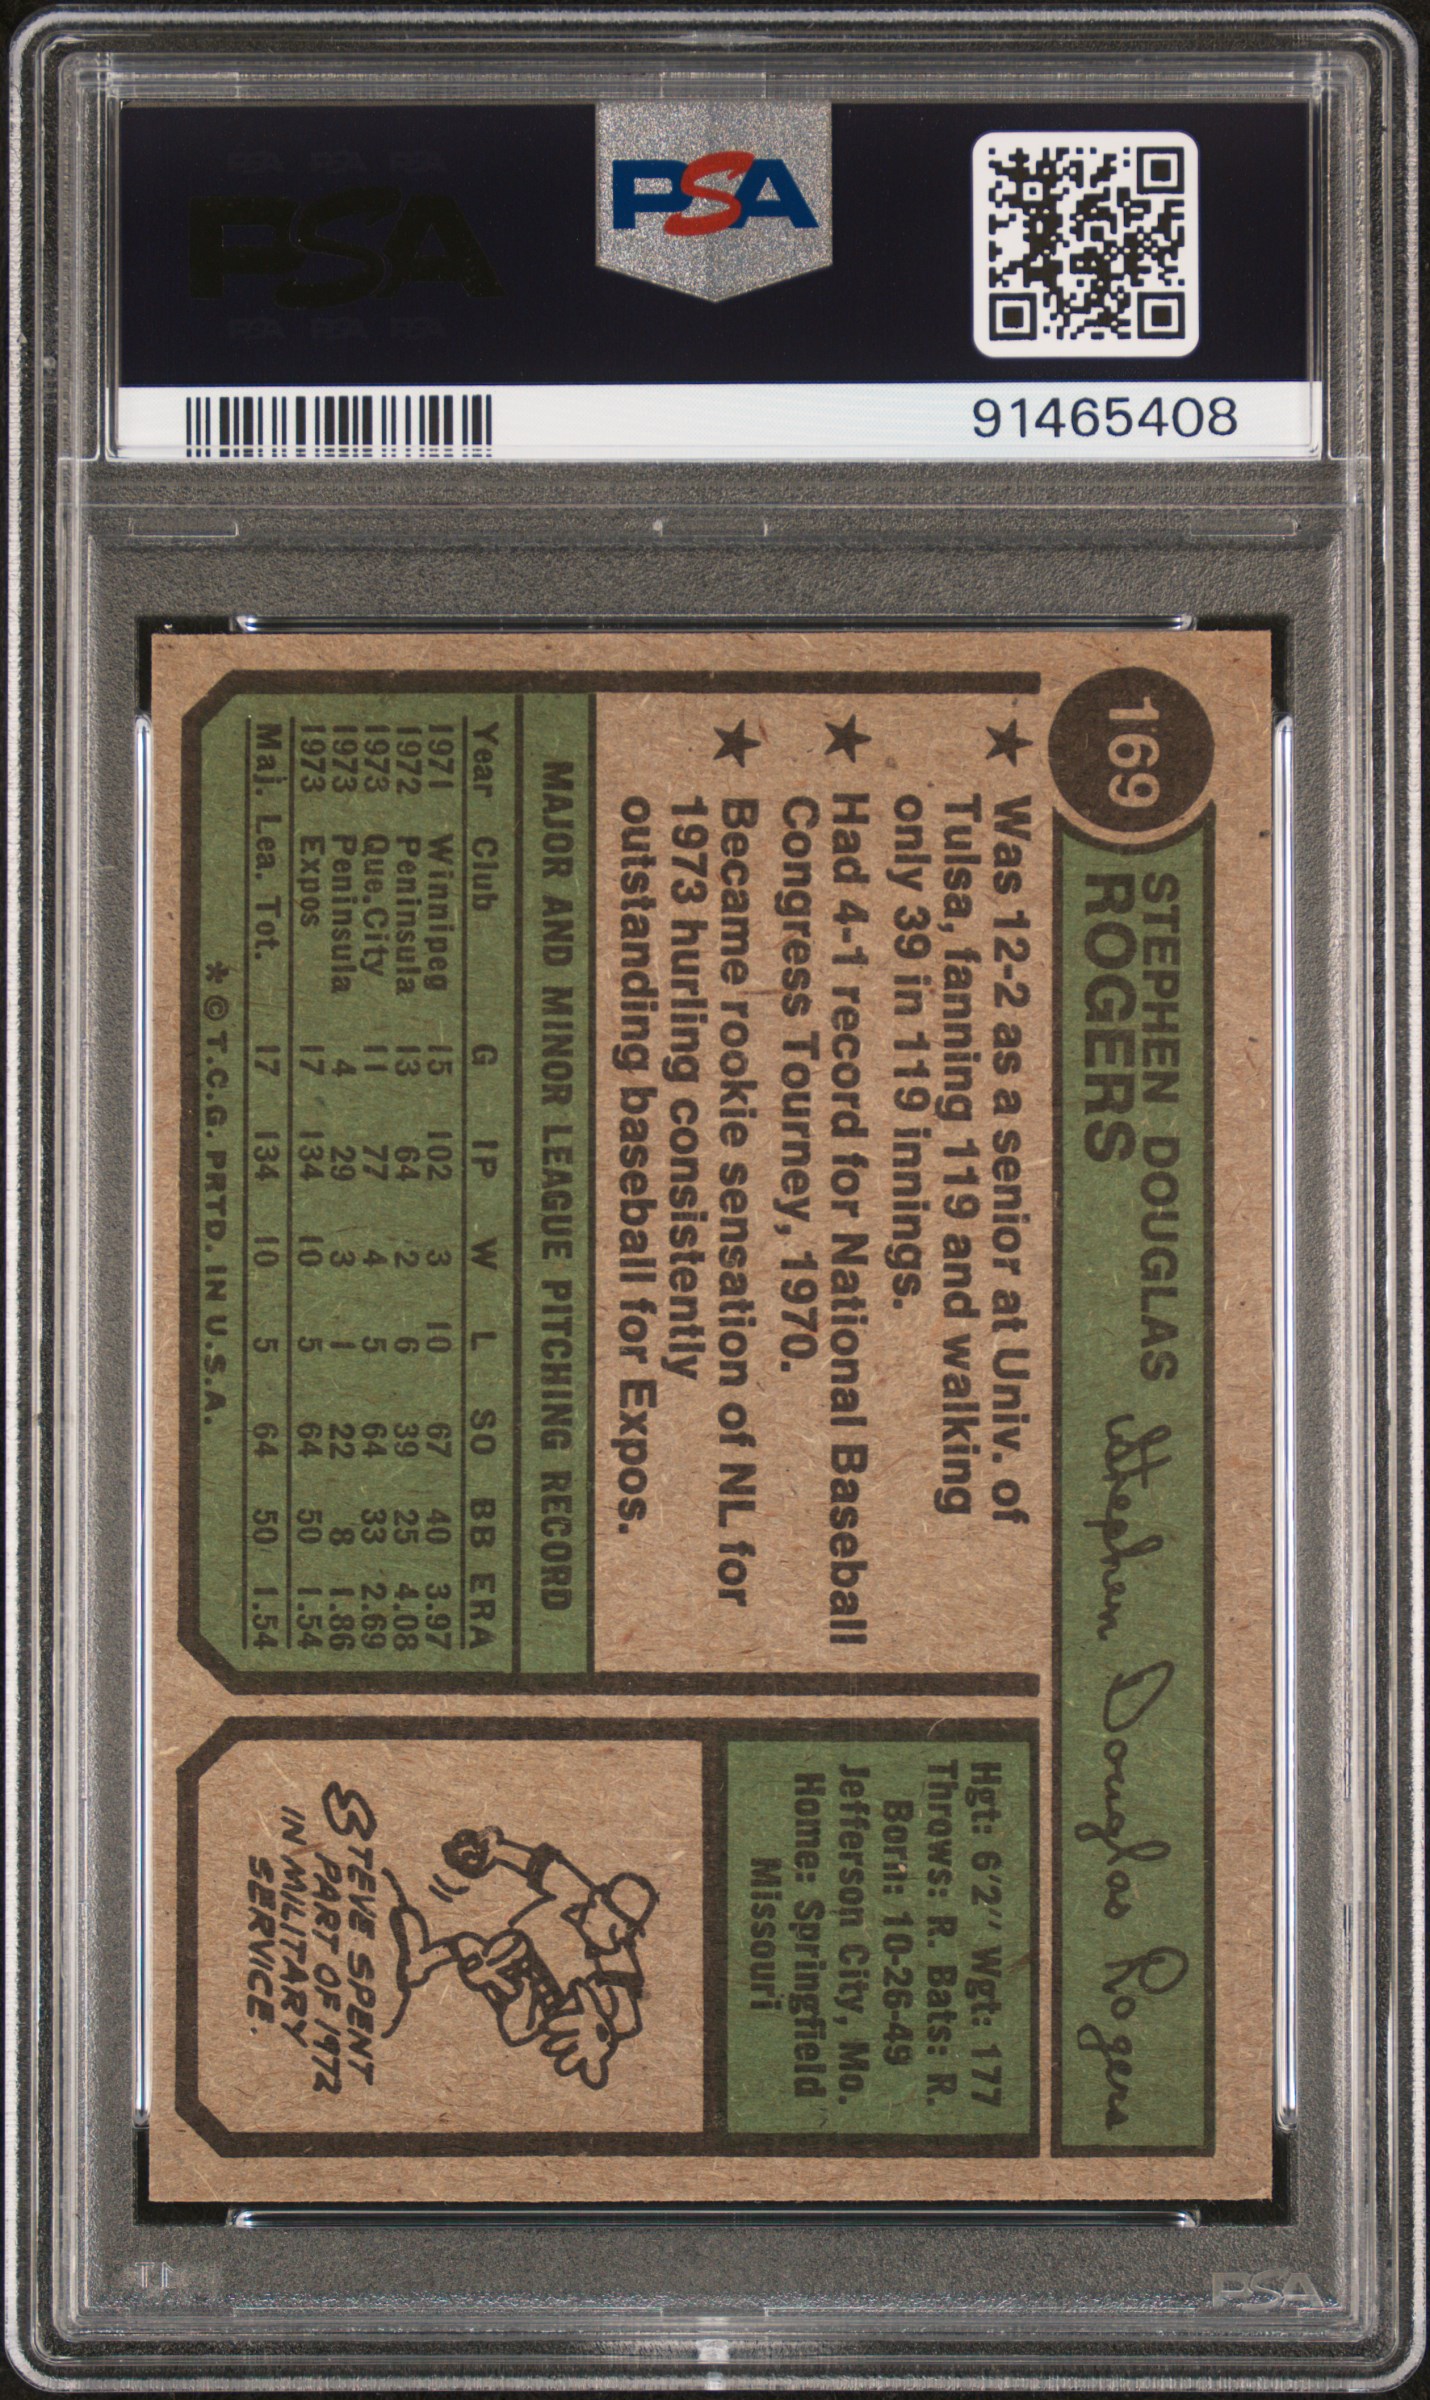 PSA
PSA PSA PSA
PSA
PSA PSA PSA
91465408
169
STEPHEN DOUGLAS
ROGERS
Stephen Douglas Rogers
★ Was 12-2 as a senior at Univ. of
Tulsa, fanning 119 and walking
only 39 in 119 innings.
★ Had 4-1 record for National Baseball
Congress Tourney, 1970.
★ Became rookie sensation of NL for
1973 hurling consistently
outstanding baseball for Expos.
MAJOR AND MINOR LEAGUE PITCHING RECORD
Year Club G IP W L SO BB ERA
1971 Winnipeg 15 102 3 10 67 40 3.97
1972 Peninsula 13 64 2 6 39 25 4.08
1973 Que.City 11 77 4 5 64 33 2.69
1973 Peninsula 4 29 3 1 22 8 1.86
1973 Expos 17 134 10 5 64 50 1.54
Maj. Lea. Tot. 17 134 10 5 64 50 1.54
* © T.C.G. PRTD. IN U.S.A.
Hgt: 6'2" Wgt: 177
Throws: R. Bats: R.
Born: 10-26-49
Jefferson City, Mo.
Home: Springfield
Missouri
STEVE SPENT
PART OF 1972
IN MILITARY
SERVICE.
PSA